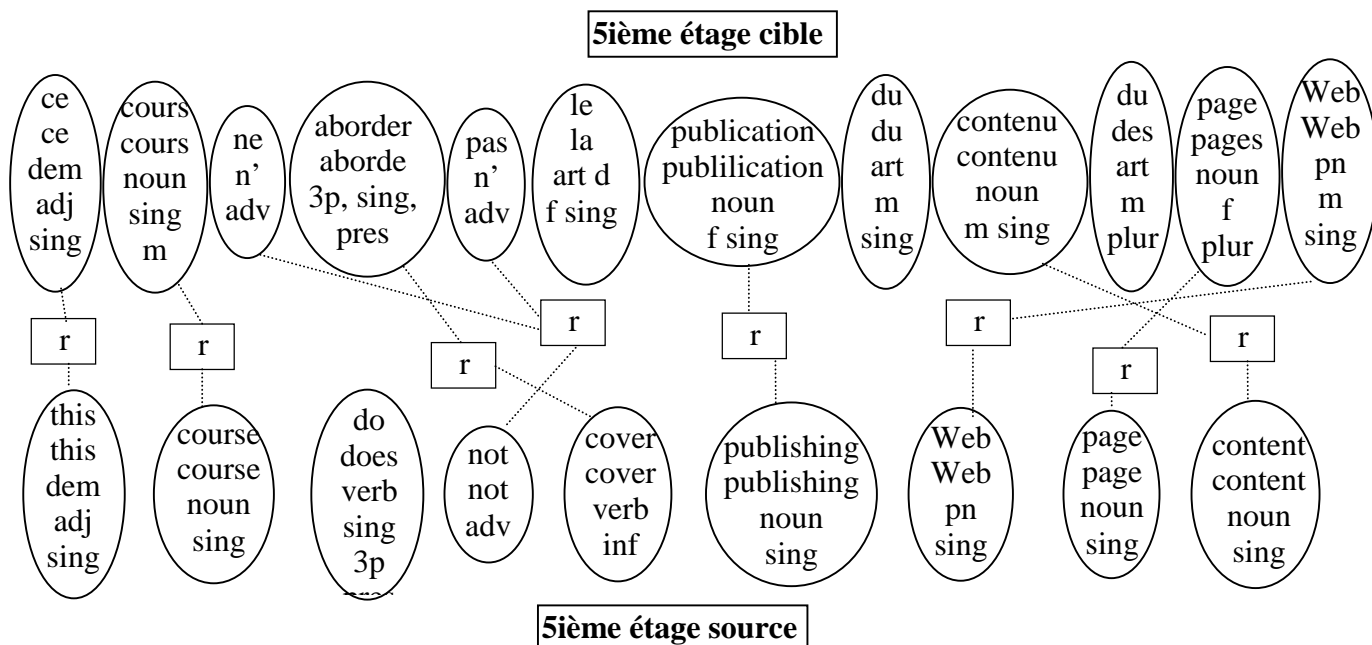 5ième étage cible
ce
ce
dem
adj
sing
cours
cours
noun
sing
m
ne
n'
adv
aborder
aborde
3p, sing,
pres
pas
n'
adv
le
la
art d
f sing
publication
publilication
noun
f sing
du
du
art
m
sing
contenu
contenu
noun
m sing
du
des
art
m
plur
page
pages
noun
f
plur
Web
Web
pn
m
sing
r
r
r
r
r
r
r
r
this
this
dem
adj
sing
course
course
noun
sing
do
does
verb
sing
3p
not
not
adv
cover
cover
verb
inf
publishing
publishing
noun
sing
Web
Web
pn
sing
page
page
noun
sing
content
content
noun
sing
5ième étage source